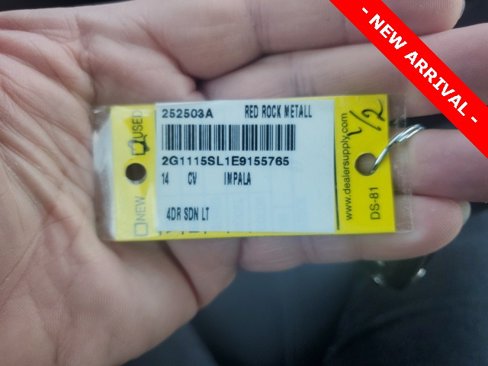 - NEW ARRIVAL -
252503A RED ROCK METALL
2G1115SL1E9155765
14 CV IMPALA
4DR SDN LT
USED
NEW
www.dealersupply.com
DS-81
1/2